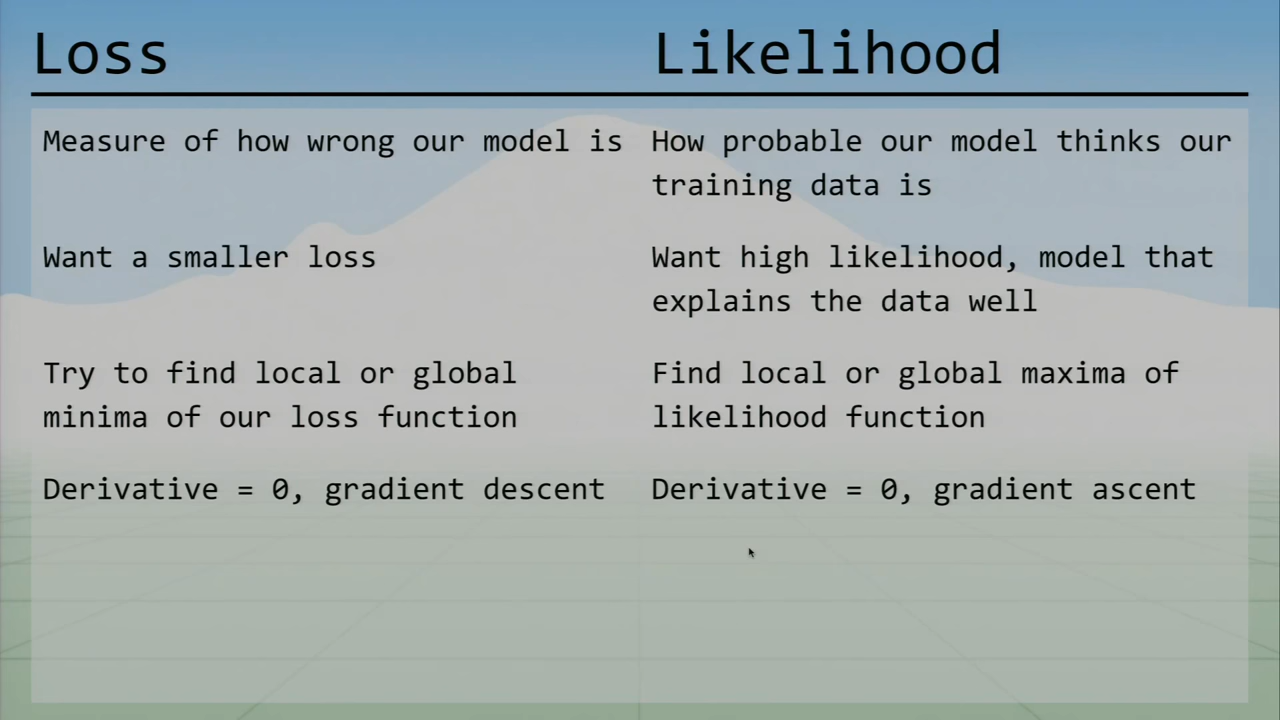 Loss
Likelihood
Measure of how wrong our model is
How probable our model thinks our
training data is
Want a smaller loss
Want high likelihood, model that
explains the data well
Try to find local or global
minima of our loss function
Find local or global maxima of
likelihood function
Derivative = 0, gradient descent
Derivative = 0, gradient ascent